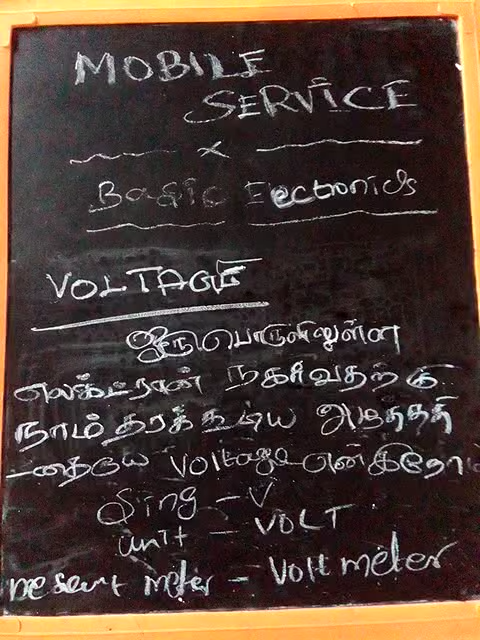 MOBILE
SERVICE
x
Basic Eectronics
VOLTAGE
ஒரு பொருளிலுள்ள
எலக்ட்ரான் நகர்வதற்கு
நாம் தரக்கூடிய அழுத்தத்
-தையே Voltage என்கிறோம்
Sing - V
unit - VOLT
meter - Volt meter